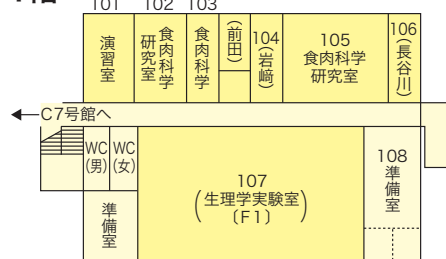 101 102 103
演習室
食肉科学
研究室
食肉科学
(前田)
104
(岩﨑)
105
食肉科学
研究室
106
(長谷川)
C7号館へ
WC
(男)
WC
(女)
準備室
107
(生理学実験室)
〔F1〕
108
準備室